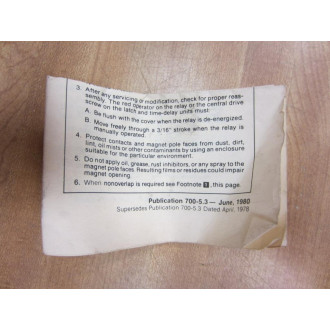 3. After any servicing or modification, check for proper reas-
sembly. The red operator on the relay or the central drive
screw on the latch and time-delay units must:
A. Be flush with the cover when the relay is de-energized.
B. Move freely through a 3/16" stroke when the relay is
manually operated.
4. Protect contacts and magnet pole faces from dust, dirt,
lint, oil mists or other contaminants by using an enclosure
suitable for the particular environment.
5. Do not apply oil, grease, rust inhibitors, or any spray to the
magnet pole faces. Resulting films or residues could impair
magnet opening.
6. When nonoverlap is required see Footnote 1, this page.
Publication 700-5.3 — June, 1980
Supersedes Publication 700-5.3 Dated April, 1978